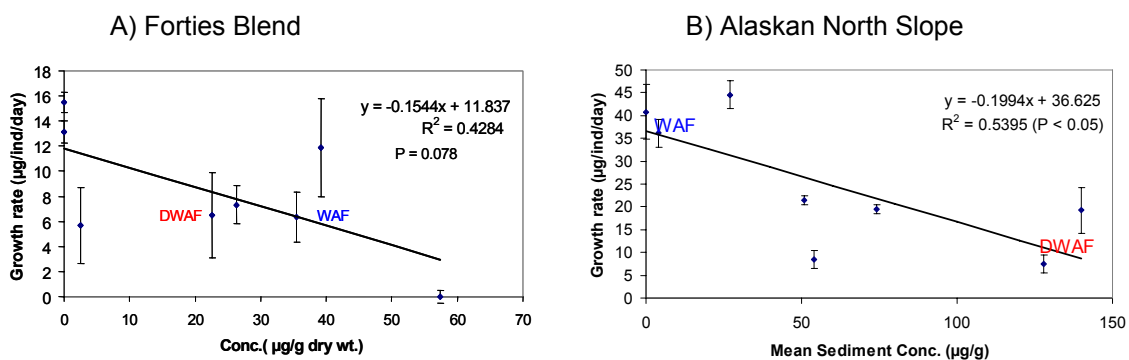 A) Forties Blend
Growth rate (µg/ind/day)
18
16
14
12
10
8
6
4
2
0
y = -0.1544x + 11.837
R² = 0.4284
P = 0.078
DWAF
WAF
0 10 20 30 40 50 60 70
Conc.( µg/g dry wt.)
B) Alaskan North Slope
Growth rate (µg/ind/day)
50
45
40
35
30
25
20
15
10
5
0
y = -0.1994x + 36.625
R² = 0.5395 (P < 0.05)
WAF
DWAF
0 50 100 150
Mean Sediment Conc. (µg/g)